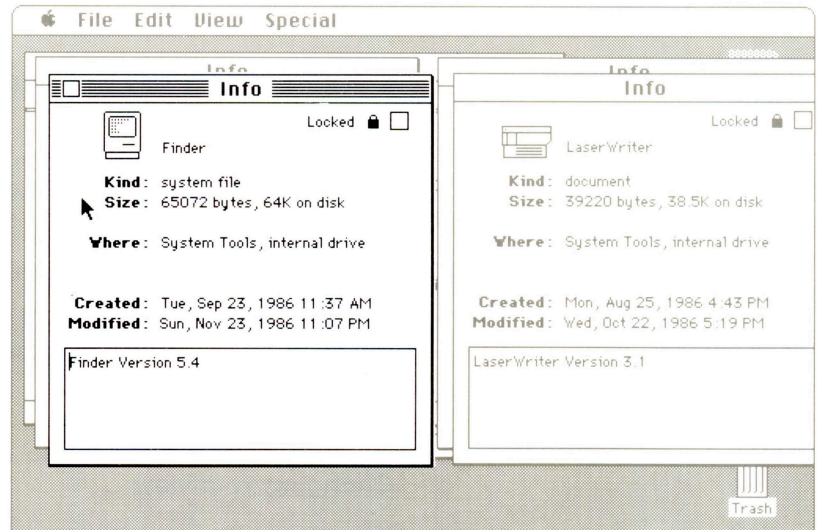 File Edit View Special
Info
Info
Info
Locked
Finder
Kind: system file
Size: 65072 bytes, 64K on disk
Where: System Tools, internal drive
Created: Tue, Sep 23, 1986 11:37 AM
Modified: Sun, Nov 23, 1986 11:07 PM
Finder Version 5.4
Info
Locked
LaserWriter
Kind: document
Size: 39220 bytes, 38.5K on disk
Where: System Tools, internal drive
Created: Mon, Aug 25, 1986 4:43 PM
Modified: Wed, Oct 22, 1986 5:19 PM
LaserWriter Version 3.1
Trash